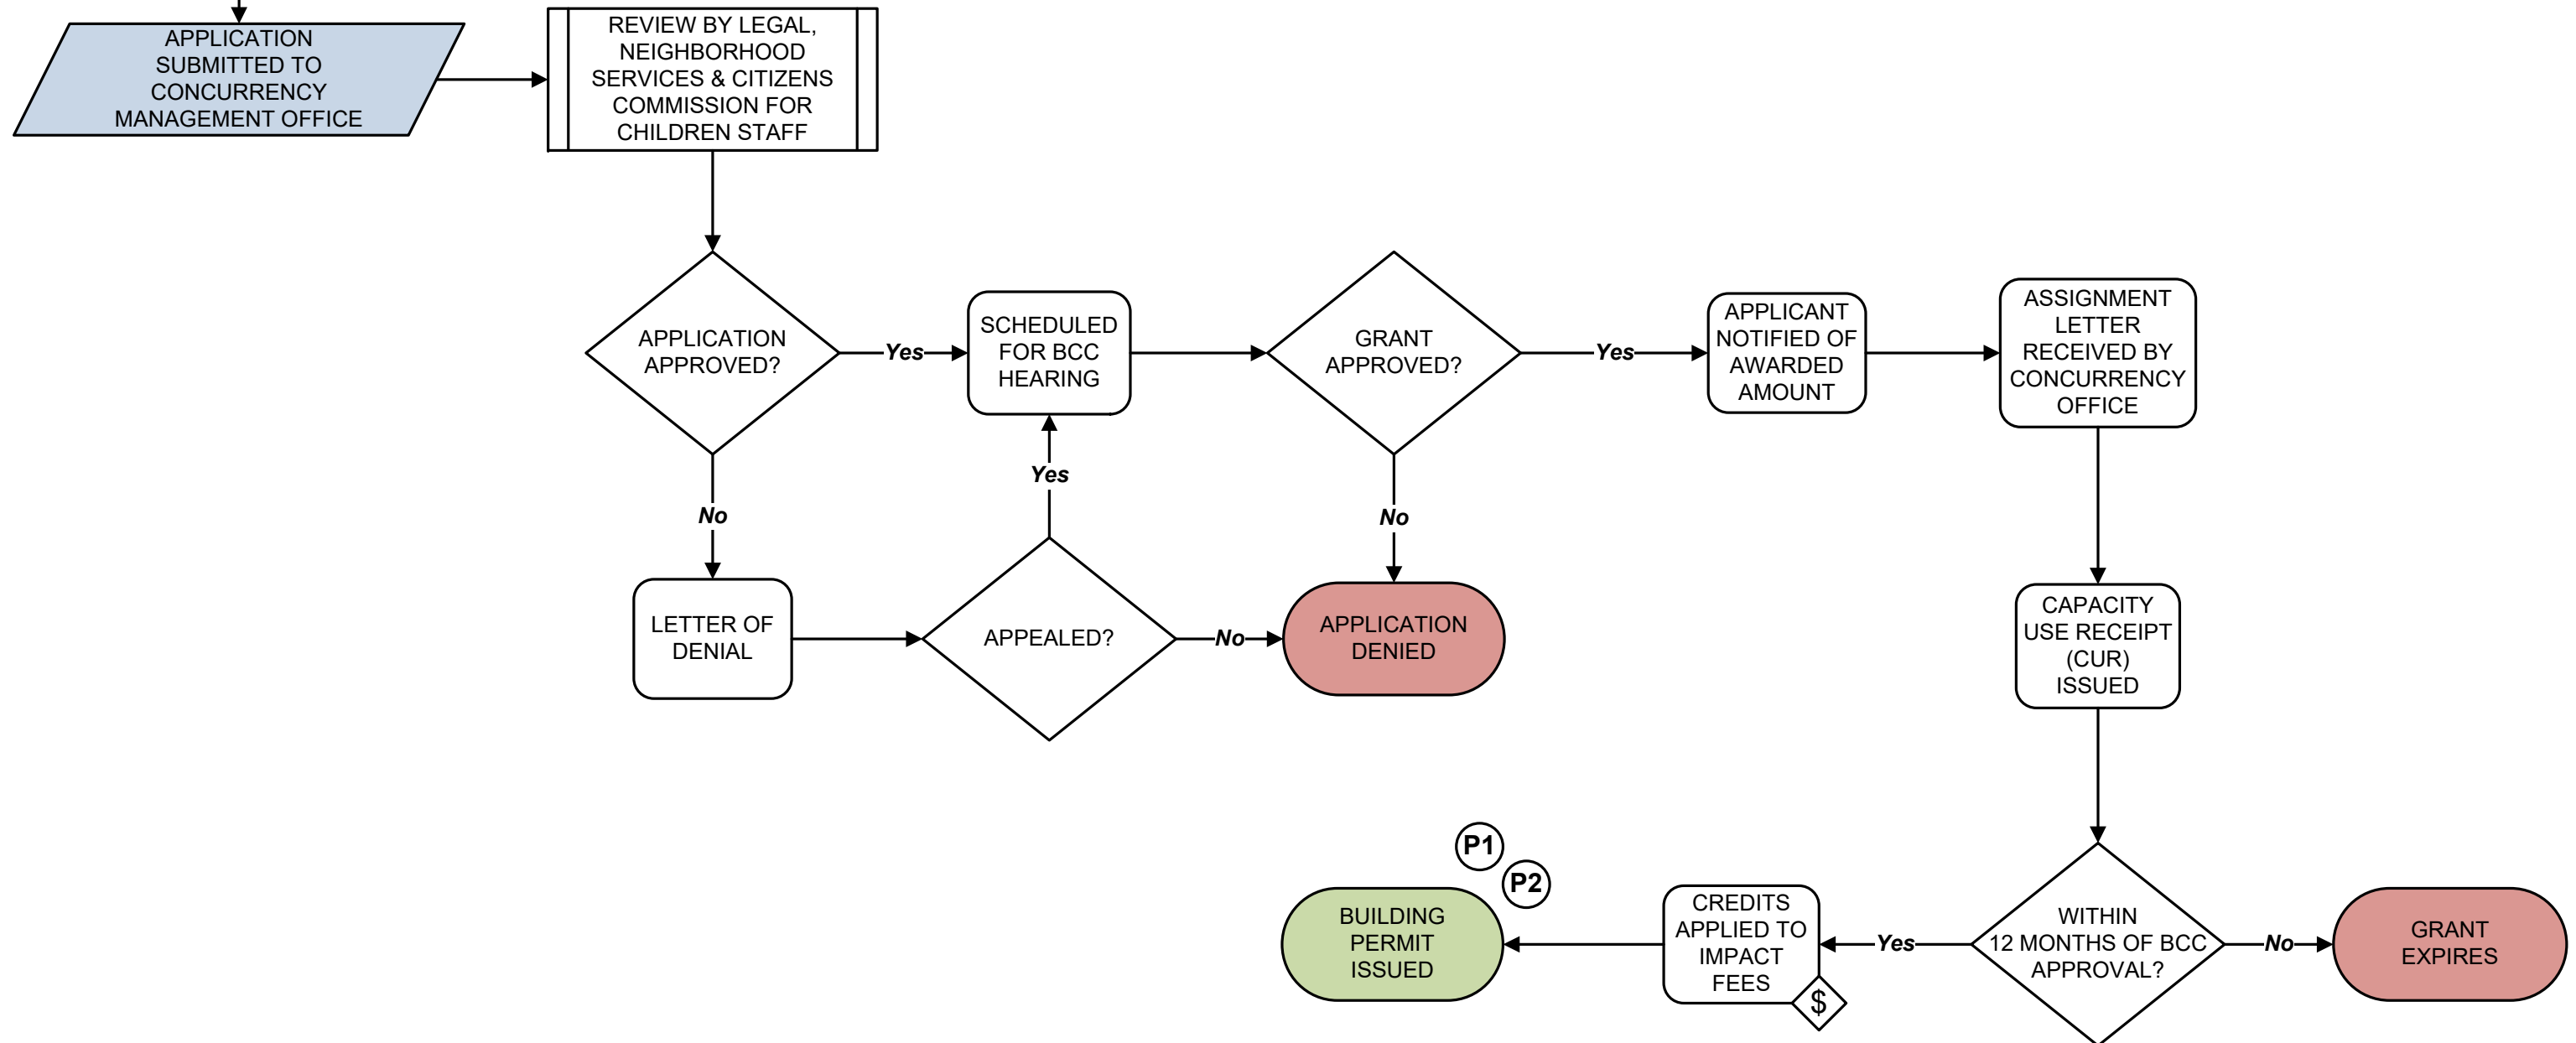 APPLICATION
SUBMITTED TO
CONCURRENCY
MANAGEMENT OFFICE
REVIEW BY LEGAL,
NEIGHBORHOOD
SERVICES & CITIZENS
COMMISSION FOR
CHILDREN STAFF
APPLICATION
APPROVED?
Yes
SCHEDULED
FOR BCC
HEARING
GRANT
APPROVED?
Yes
APPLICANT
NOTIFIED OF
AWARDED
AMOUNT
ASSIGNMENT
LETTER
RECEIVED BY
CONCURRENCY
OFFICE
No
Yes
No
LETTER OF
DENIAL
APPEALED?
No
APPLICATION
DENIED
CAPACITY
USE RECEIPT
(CUR)
ISSUED
P1
P2
BUILDING
PERMIT
ISSUED
CREDITS
APPLIED TO
IMPACT
FEES
$
Yes
WITHIN
12 MONTHS OF BCC
APPROVAL?
No
GRANT
EXPIRES